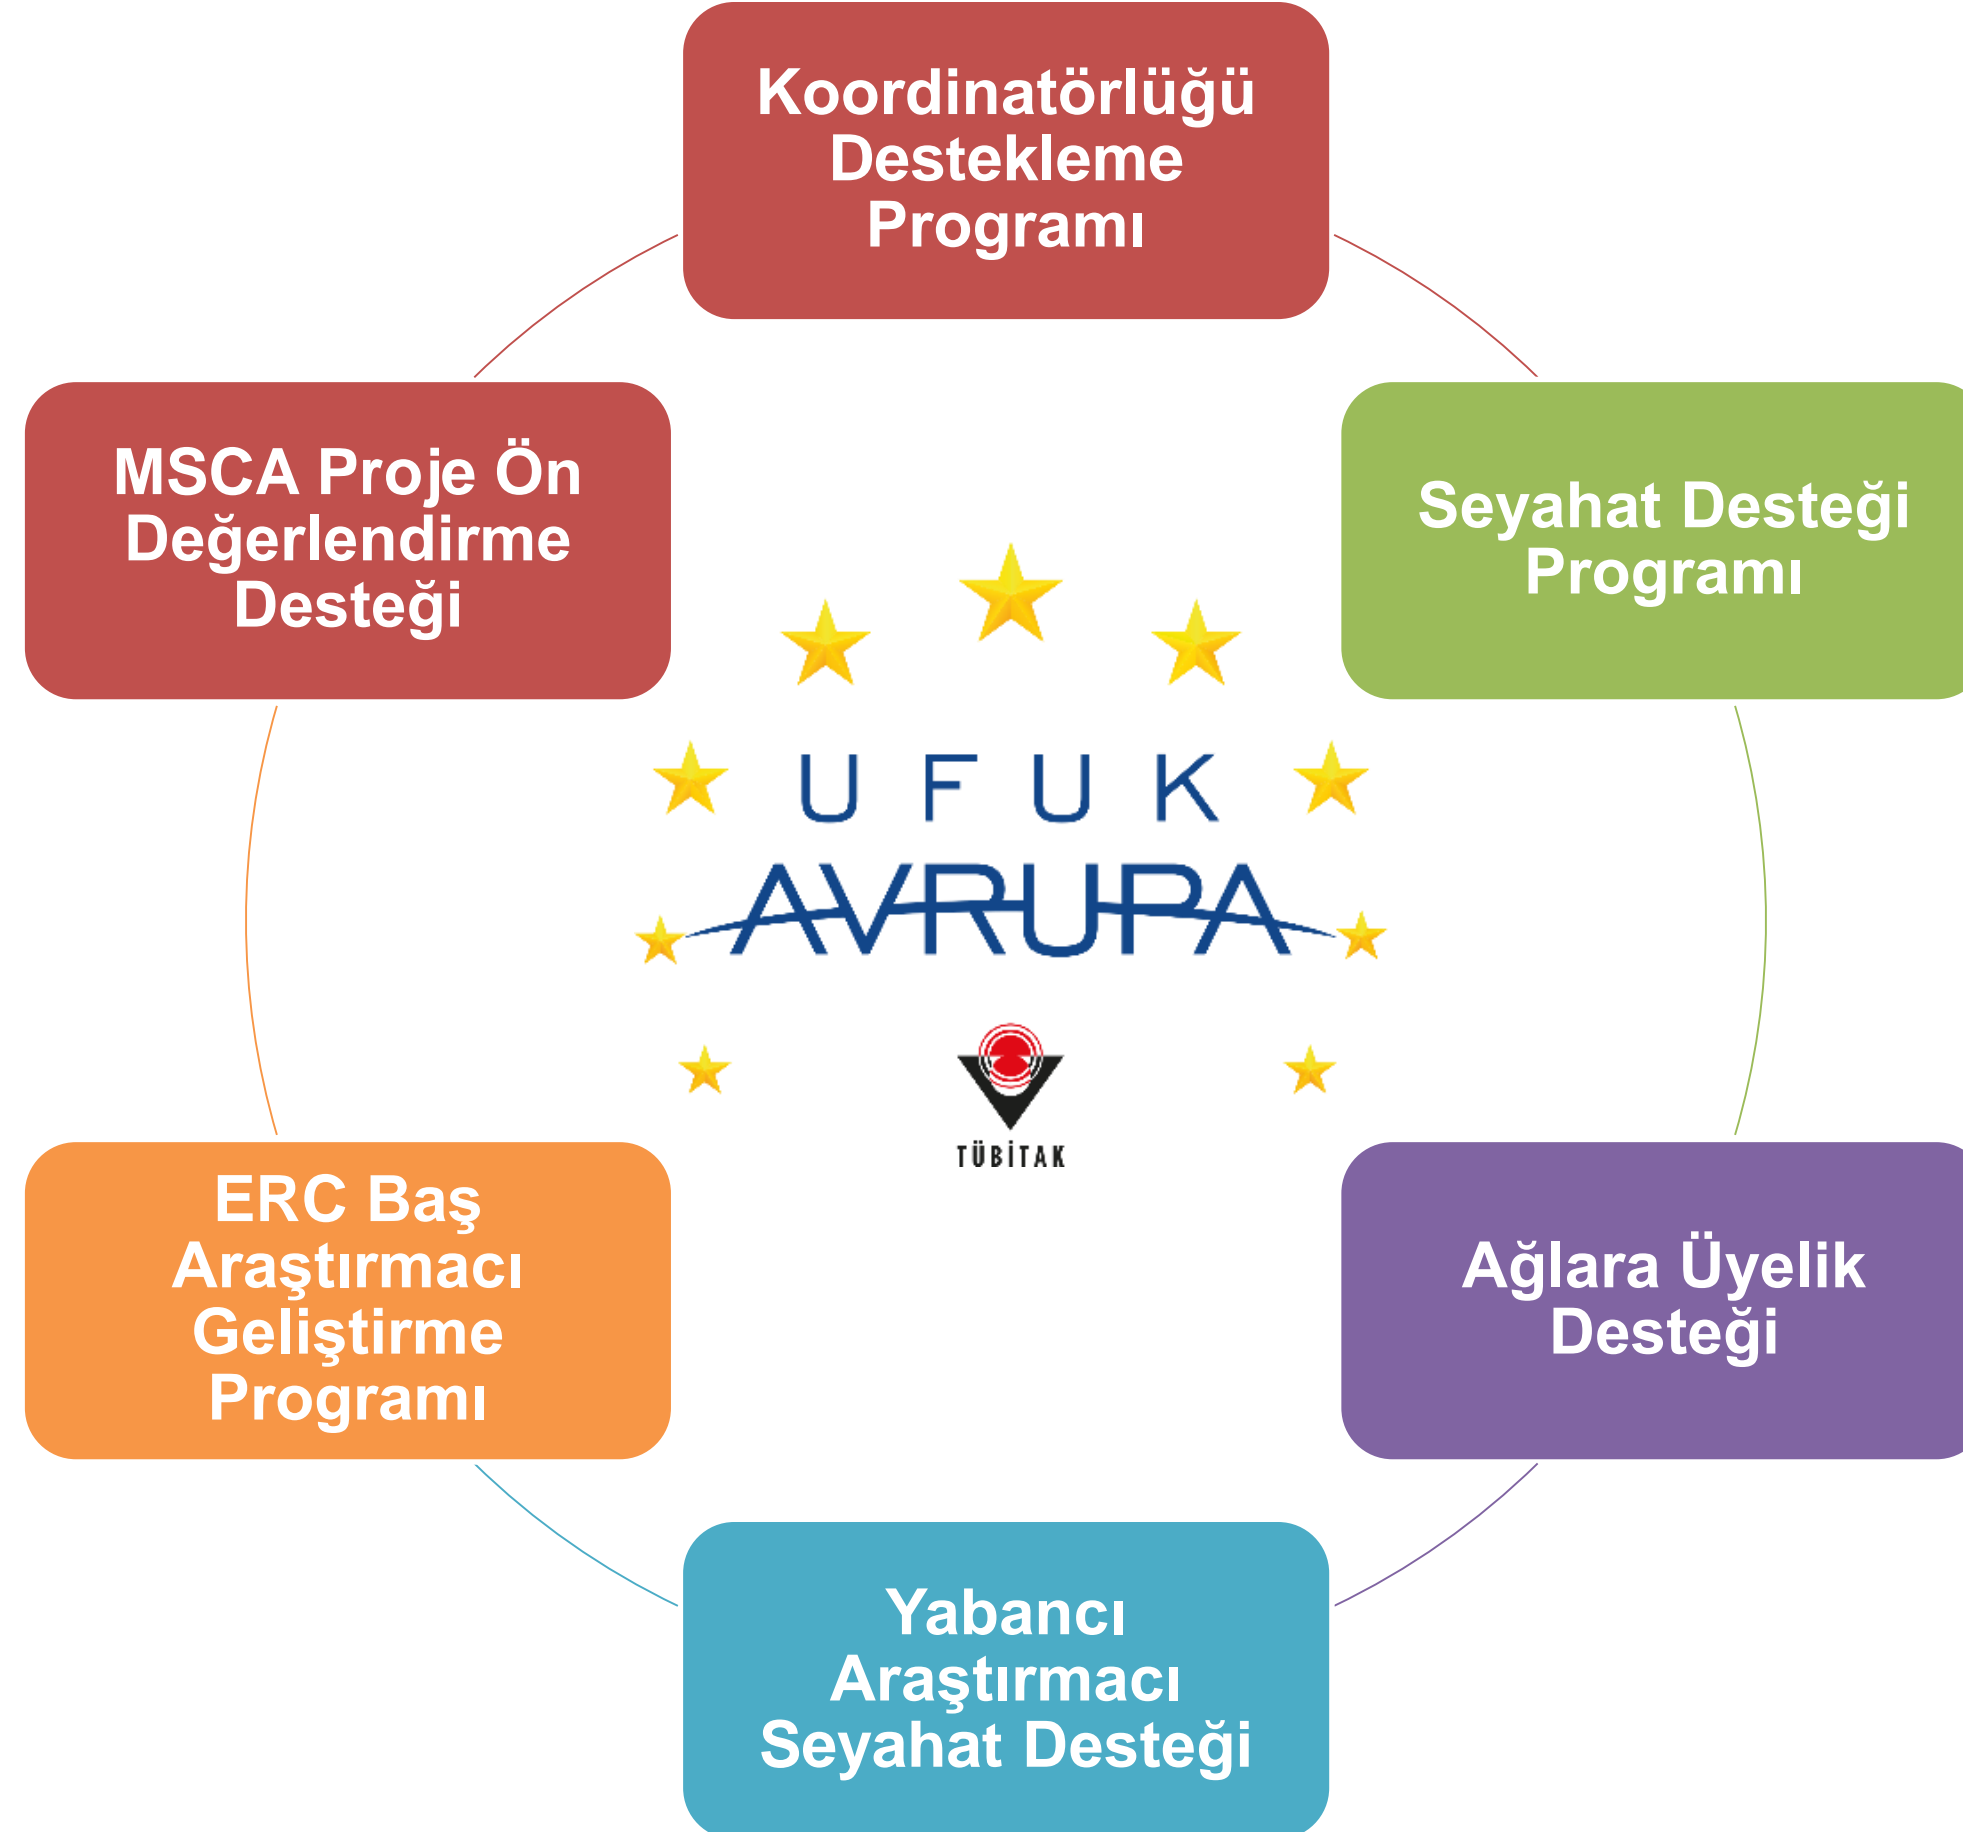 Koordinatörlüğü
Destekleme
Programı
MSCA Proje Ön
Değerlendirme
Desteği
Seyahat Desteği
Programı
UFUK
AVRUPA
TÜBİTAK
ERC Baş
Araştırmacı
Geliştirme
Programı
Ağlara Üyelik
Desteği
Yabancı
Araştırmacı
Seyahat Desteği